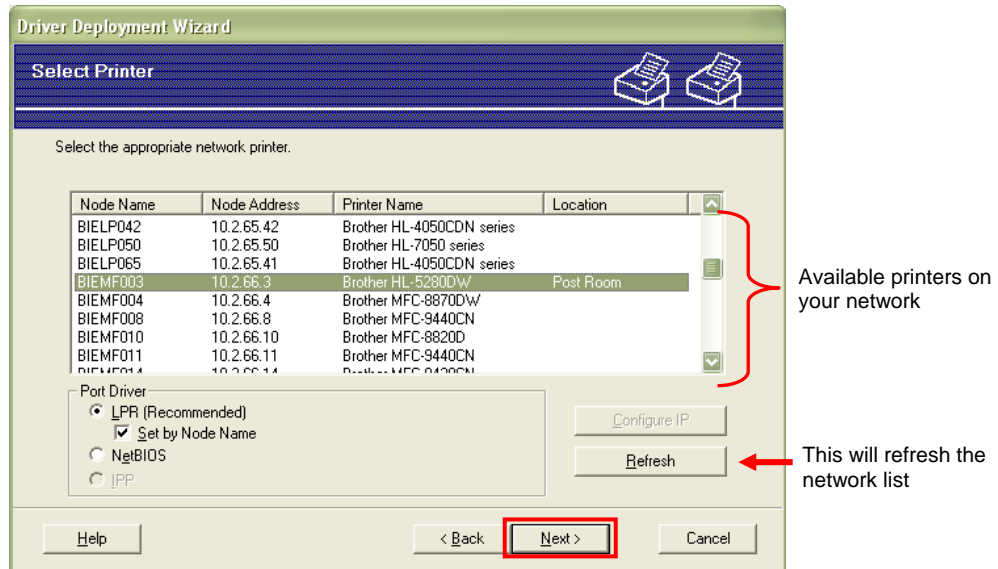 Driver Deployment Wizard
Select Printer
Select the appropriate network printer.
Node Name Node Address Printer Name Location
BIELP042 10.2.65.42 Brother HL-4050CDN series
BIELP050 10.2.65.50 Brother HL-7050 series
BIELP065 10.2.65.41 Brother HL-4050CDN series
BIEMF003 10.2.66.3 Brother HL-5280DW Post Room
BIEMF004 10.2.66.4 Brother MFC-8870DW
BIEMF008 10.2.66.8 Brother MFC-9440CN
BIEMF010 10.2.66.10 Brother MFC-8820D
BIEMF011 10.2.66.11 Brother MFC-9440CN
Available printers on
your network
Port Driver
LPR (Recommended)
Set by Node Name
NetBIOS
IPP
Configure IP
Refresh
This will refresh the
network list
Help
< Back
Next >
Cancel